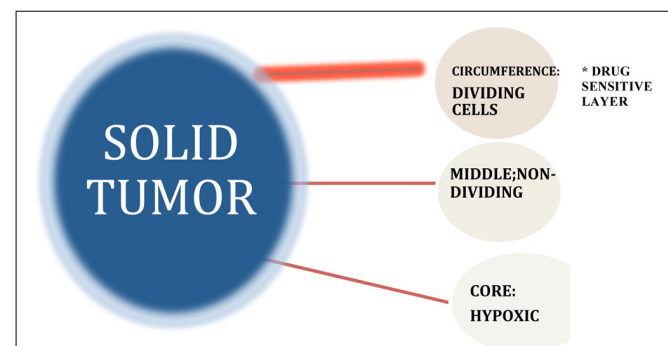 SOLID
TUMOR
CIRCUMFERENCE:
DIVIDING
CELLS
* DRUG
SENSITIVE
LAYER
MIDDLE;NON-
DIVIDING
CORE:
HYPOXIC